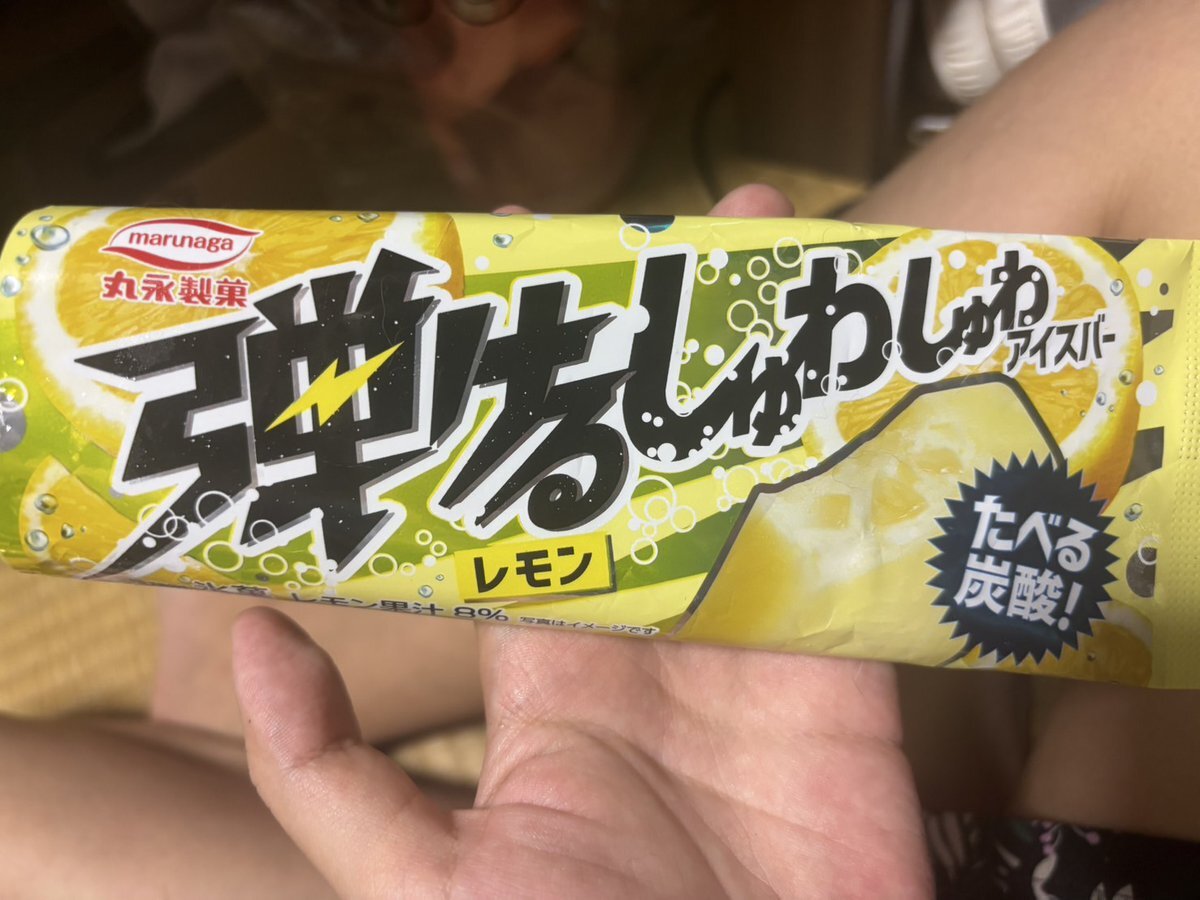 marunaga
丸永製菓
弾けるしゅわしゅわ
アイスバー
レモン
氷菓 レモン果汁 8% 写真はイメージです
たべる
炭酸!